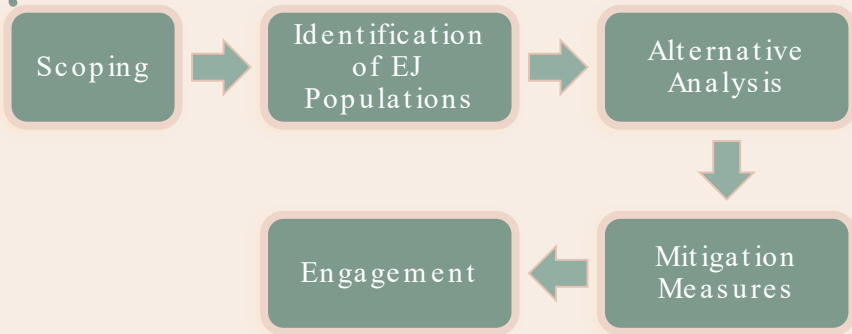 Scoping
Identification
of EJ
Populations
Alternative
Analysis
Mitigation
Measures
Engagement